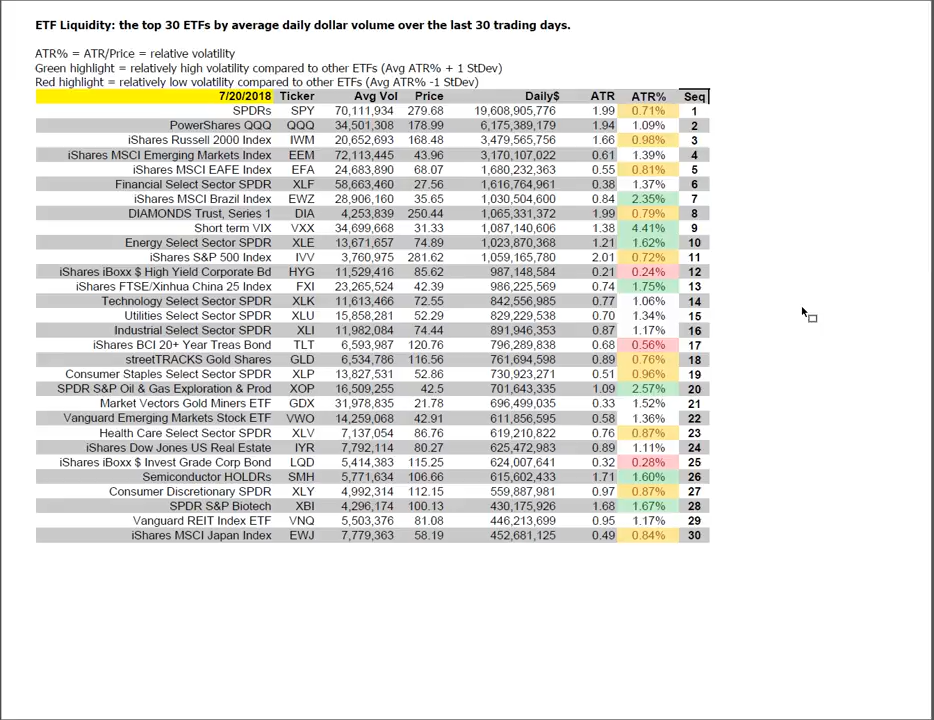 ETF Liquidity: the top 30 ETFs by average daily dollar volume over the last 30 trading days.
ATR% = ATR/Price = relative volatility
Green highlight = relatively high volatility compared to other ETFs (Avg ATR% + 1 StDev)
Red highlight = relatively low volatility compared to other ETFs (Avg ATR% -1 StDev)
7/20/2018 Ticker Avg Vol Price Daily$ ATR ATR% Seq
SPDRs SPY 70,111,934 279.68 19,608,905,776 1.99 0.71% 1
PowerShares QQQ QQQ 34,501,308 178.99 6,175,389,179 1.94 1.09% 2
iShares Russell 2000 Index IWM 20,652,693 168.48 3,479,565,756 1.66 0.98% 3
iShares MSCI Emerging Markets Index EEM 72,113,445 43.96 3,170,107,022 0.61 1.39% 4
iShares MSCI EAFE Index EFA 24,683,890 68.07 1,680,232,363 0.55 0.81% 5
Financial Select Sector SPDR XLF 58,663,460 27.56 1,616,764,961 0.38 1.37% 6
iShares MSCI Brazil Index EWZ 28,906,160 35.65 1,030,504,600 0.84 2.35% 7
DIAMONDS Trust, Series 1 DIA 4,253,839 250.44 1,065,331,372 1.99 0.79% 8
Short term VIX VXX 34,699,668 31.33 1,087,140,606 1.38 4.41% 9
Energy Select Sector SPDR XLE 13,671,657 74.89 1,023,870,368 1.21 1.62% 10
iShares S&P 500 Index IVV 3,760,975 281.62 1,059,165,780 2.01 0.72% 11
iShares iBoxx $ High Yield Corporate Bd HYG 11,529,416 85.62 987,148,584 0.21 0.24% 12
iShares FTSE/Xinhua China 25 Index FXI 23,265,524 42.39 986,225,569 0.74 1.75% 13
Technology Select Sector SPDR XLK 11,613,466 72.55 842,556,985 0.77 1.06% 14
Utilities Select Sector SPDR XLU 15,858,281 52.29 829,229,538 0.70 1.34% 15
Industrial Select Sector SPDR XLI 11,982,084 74.44 891,946,353 0.87 1.17% 16
iShares BCI 20+ Year Treas Bond TLT 6,593,987 120.76 796,289,838 0.68 0.56% 17
streetTRACKS Gold Shares GLD 6,534,786 116.56 761,694,598 0.89 0.76% 18
Consumer Staples Select Sector SPDR XLP 13,827,531 52.86 730,923,271 0.51 0.96% 19
SPDR S&P Oil & Gas Exploration & Prod XOP 16,509,255 42.5 701,643,335 1.09 2.57% 20
Market Vectors Gold Miners ETF GDX 31,978,835 21.78 696,499,035 0.33 1.52% 21
Vanguard Emerging Markets Stock ETF VWO 14,259,068 42.91 611,856,595 0.58 1.36% 22
Health Care Select Sector SPDR XLV 7,137,054 86.76 619,210,822 0.76 0.87% 23
iShares Dow Jones US Real Estate IYR 7,792,114 80.27 625,472,983 0.89 1.11% 24
iShares iBoxx $ Invest Grade Corp Bond LQD 5,414,383 115.25 624,007,641 0.32 0.28% 25
Semiconductor HOLDRs SMH 5,771,634 106.66 615,602,433 1.71 1.60% 26
Consumer Discretionary SPDR XLY 4,992,314 112.15 559,887,981 0.97 0.87% 27
SPDR S&P Biotech XBI 4,296,174 100.13 430,175,926 1.68 1.67% 28
Vanguard REIT Index ETF VNQ 5,503,376 81.08 446,213,699 0.95 1.17% 29
iShares MSCI Japan Index EWJ 7,779,363 58.19 452,681,125 0.49 0.84% 30